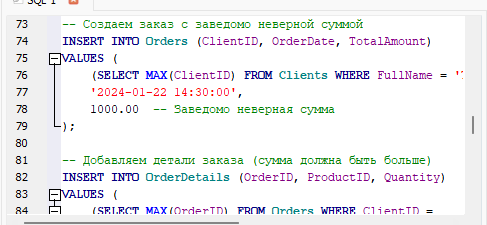 SQL 1
73 -- Создаем заказ с заведомо неверной суммой
74 INSERT INTO Orders (ClientID, OrderDate, TotalAmount)
75 VALUES (
76 (SELECT MAX(ClientID) FROM Clients WHERE FullName = '
77 '2024-01-22 14:30:00',
78 1000.00 -- Заведомо неверная сумма
79 );
80
81 -- Добавляем детали заказа (сумма должна быть больше)
82 INSERT INTO OrderDetails (OrderID, ProductID, Quantity)
83 VALUES (
84 (SELECT MAX(OrderID) FROM Orders WHERE ClientID =